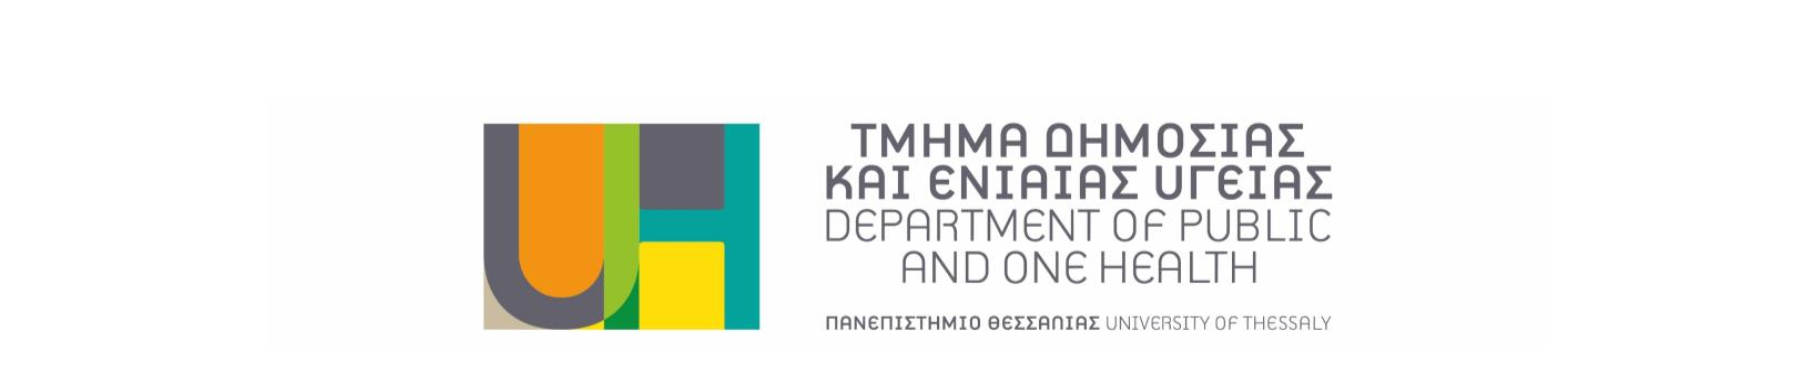 ΤΜΗΜΑ ΔΗΜΟΣΙΑΣ
ΚΑΙ ΕΝΙΑΙΑΣ ΥΓΕΙΑΣ
DEPARTMENT OF PUBLIC
AND ONE HEALTH
ΠΑΝΕΠΙΣΤΗΜΙΟ ΘΕΣΣΑΛΙΑΣ UNIVERSITY OF THESSALY